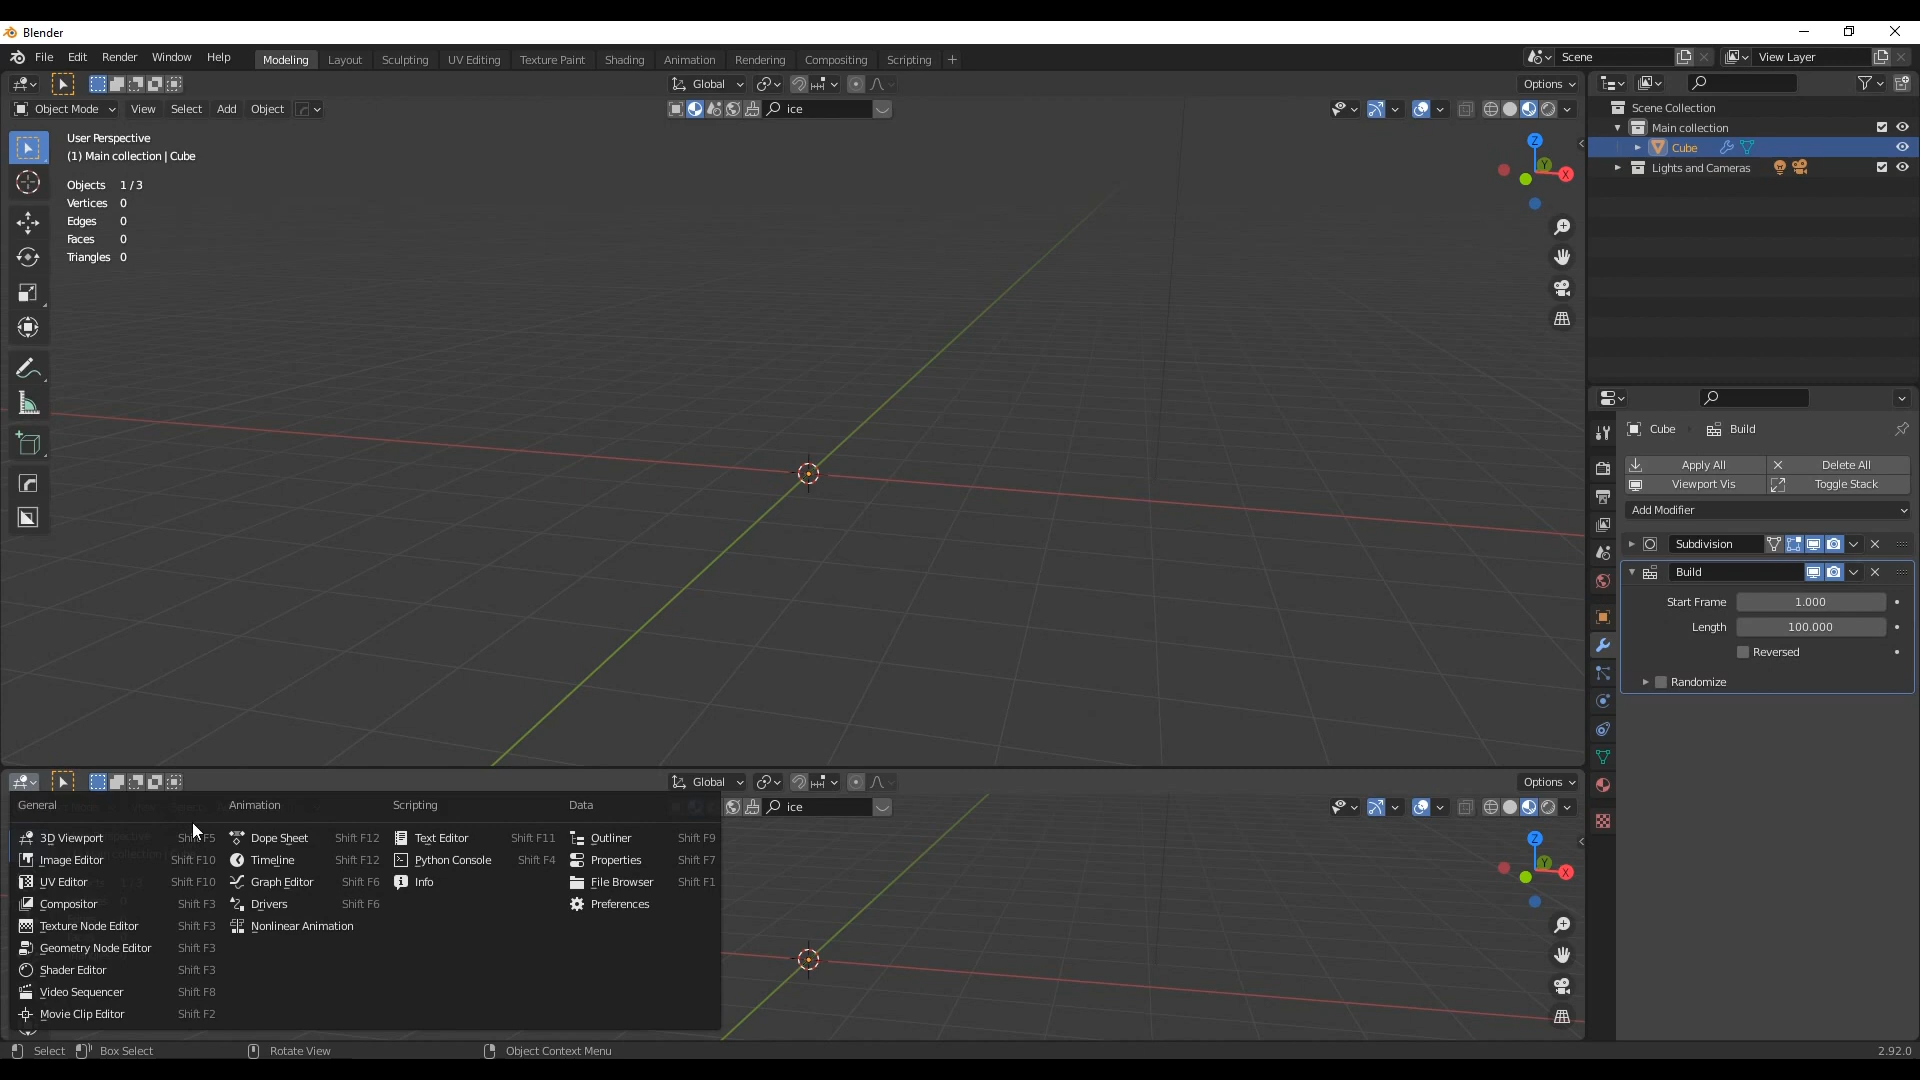 Blender
File Edit Render Window Help Modeling Layout Sculpting UV Editing Texture Paint Shading Animation Rendering Compositing Scripting + Scene View Layer
Global Options
Object Mode View Select Add Object ice
User Perspective
(1) Main collection | Cube
Objects 1/3
Vertices 0
Edges 0
Faces 0
Triangles 0
Z
Y
X
Scene Collection
Main collection
Cube
Lights and Cameras
Cube Build
Apply All Delete All
Viewport Vis Toggle Stack
Add Modifier
Subdivision
Build
Start Frame 1.000
Length 100.000
Reversed
Randomize
Global Options
General Animation Scripting Data
ice
3D Viewport Shift F5 Dope Sheet Shift F12 Text Editor Shift F11 Outliner Shift F9
Image Editor Shift F10 Timeline Shift F12 Python Console Shift F4 Properties Shift F7
UV Editor Shift F10 Graph Editor Shift F6 Info File Browser Shift F1
Compositor Shift F3 Drivers Shift F6 Preferences
Texture Node Editor Shift F3 Nonlinear Animation
Geometry Node Editor Shift F3
Shader Editor Shift F3
Video Sequencer Shift F8
Movie Clip Editor Shift F2
Z
Y
X
Select Box Select Rotate View Object Context Menu 2.92.0